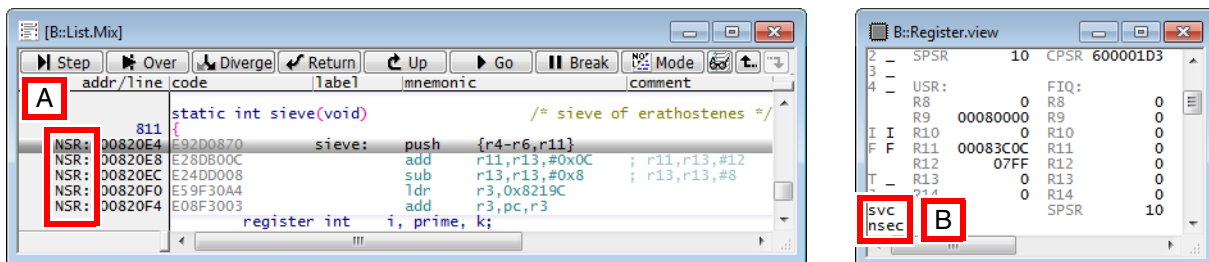 [B::List.Mix]
Step Over Diverge Return Up Go Break Mode
addr/line code label mnemonic comment
A
static int sieve(void) /* sieve of erathostenes */
811 {
NSR: 000820E4 E92D0870 sieve: push {r4-r6,r11}
NSR: 000820E8 E28DB00C add r11,r13,#0x0C ; r11,r13,#12
NSR: 000820EC E24DD008 sub r13,r13,#0x8 ; r13,r13,#8
NSR: 000820F0 E59F30A4 ldr r3,0x8219C
NSR: 000820F4 E08F3003 add r3,pc,r3
register int i, prime, k;
B::Register.view
2 _ SPSR 10 CPSR 600001D3
3 _
4 _ USR: FIQ:
R8 0 R8 0
R9 00080000 R9 0
I I R10 0 R10 0
F F R11 00083C0C R11 0
R12 07FF R12 0
T _ R13 0 R13 0
R14 0 R14 0
svc SPSR 10
nsec
B